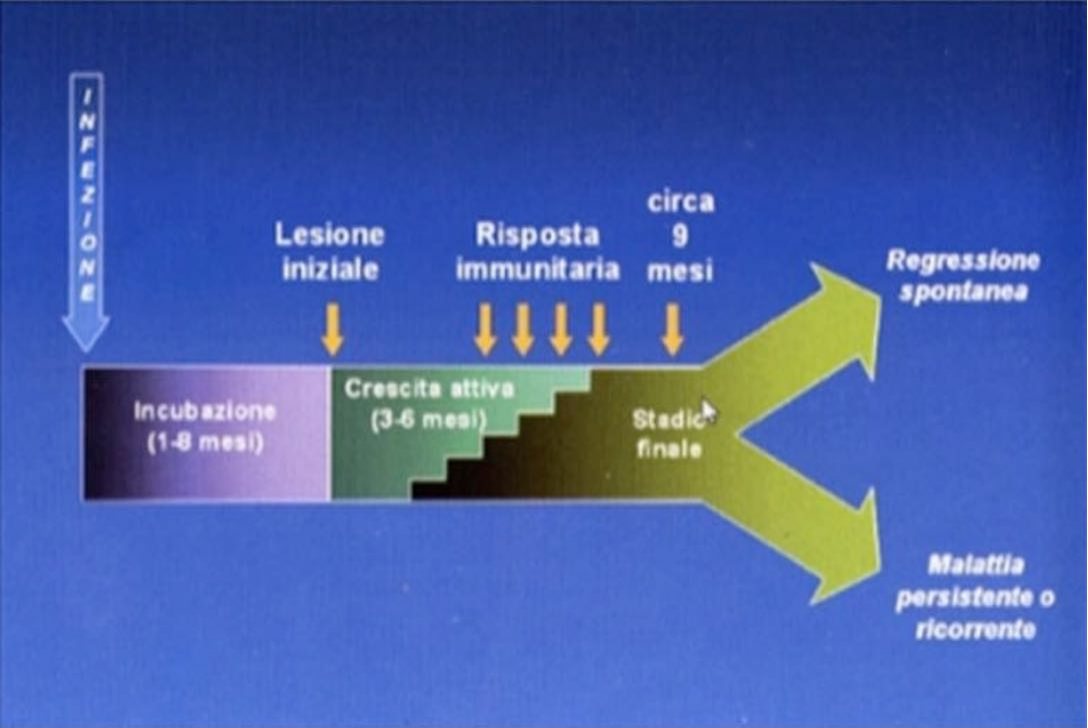 INFEZIONE
Lesione
iniziale
Risposta
immunitaria
circa
9
mesi
Regressione
spontanea
Incubazione
(1-8 mesi)
Crescita attiva
(3-6 mesi)
Stadio
finale
Malattia
persistente o
ricorrente